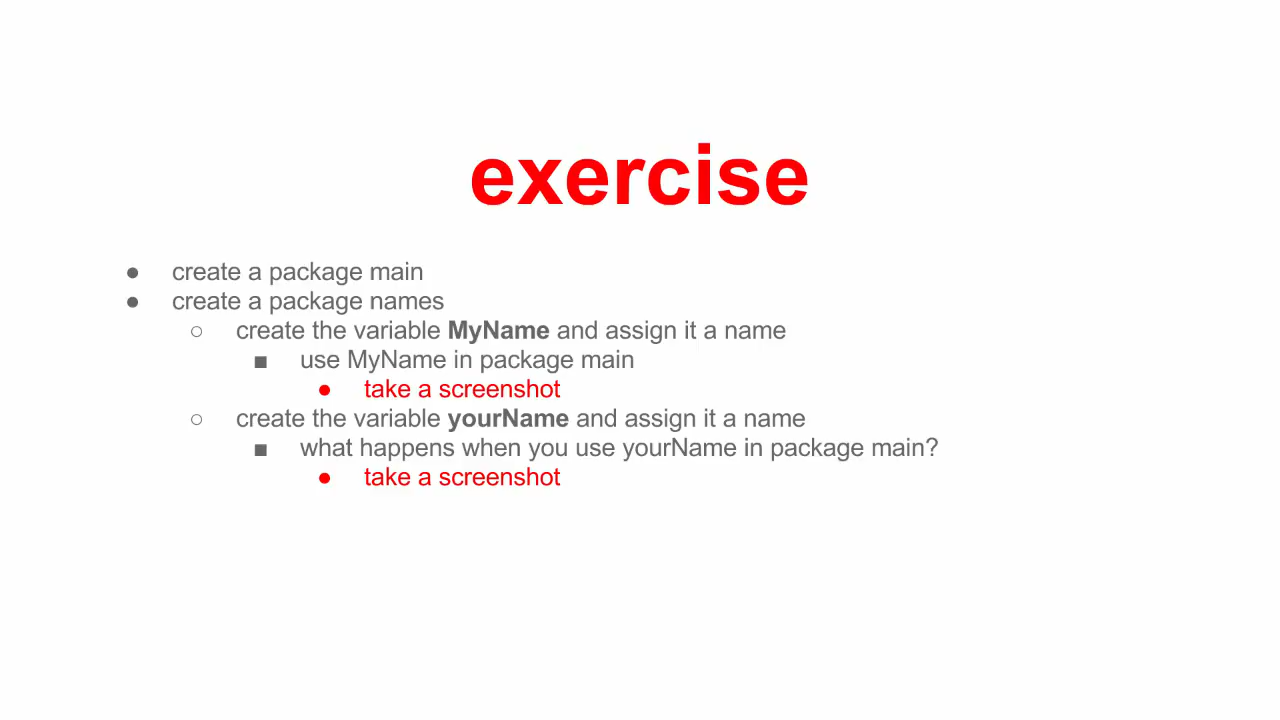 exercise
● create a package main
● create a package names
○ create the variable MyName and assign it a name
■ use MyName in package main
● take a screenshot
○ create the variable yourName and assign it a name
■ what happens when you use yourName in package main?
● take a screenshot